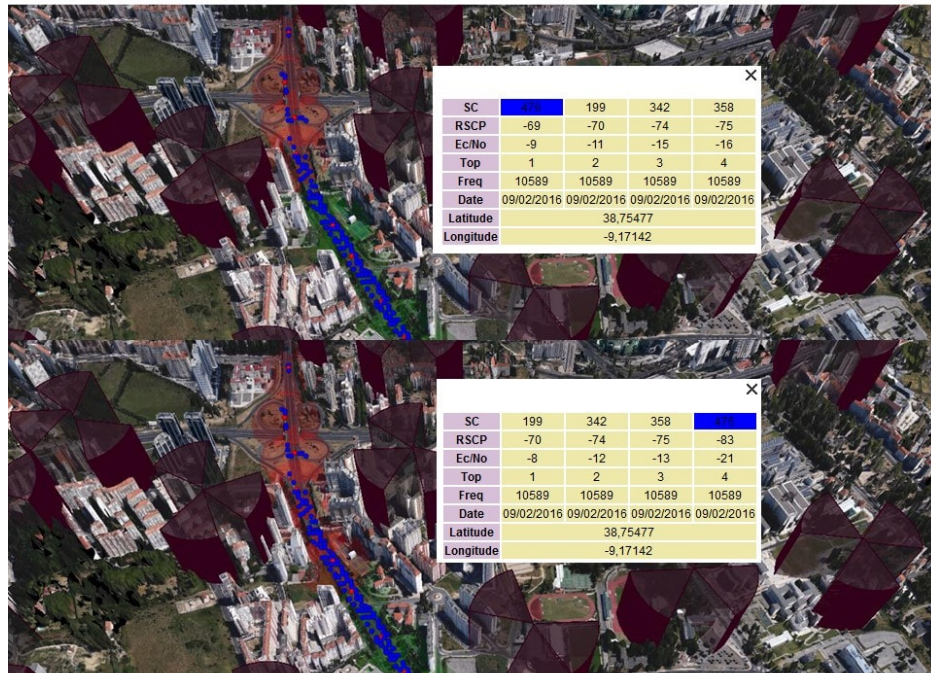 SC 199 342 358
RSCP -69 -70 -74 -75
Ec/No -9 -11 -15 -16
Top 1 2 3 4
Freq 10589 10589 10589 10589
Date 09/02/2016 09/02/2016 09/02/2016 09/02/2016
Latitude 38,75477
Longitude -9,17142
SC 199 342 358
RSCP -70 -74 -75 -83
Ec/No -8 -12 -13 -21
Top 1 2 3 4
Freq 10589 10589 10589 10589
Date 09/02/2016 09/02/2016 09/02/2016 09/02/2016
Latitude 38,75477
Longitude -9,17142